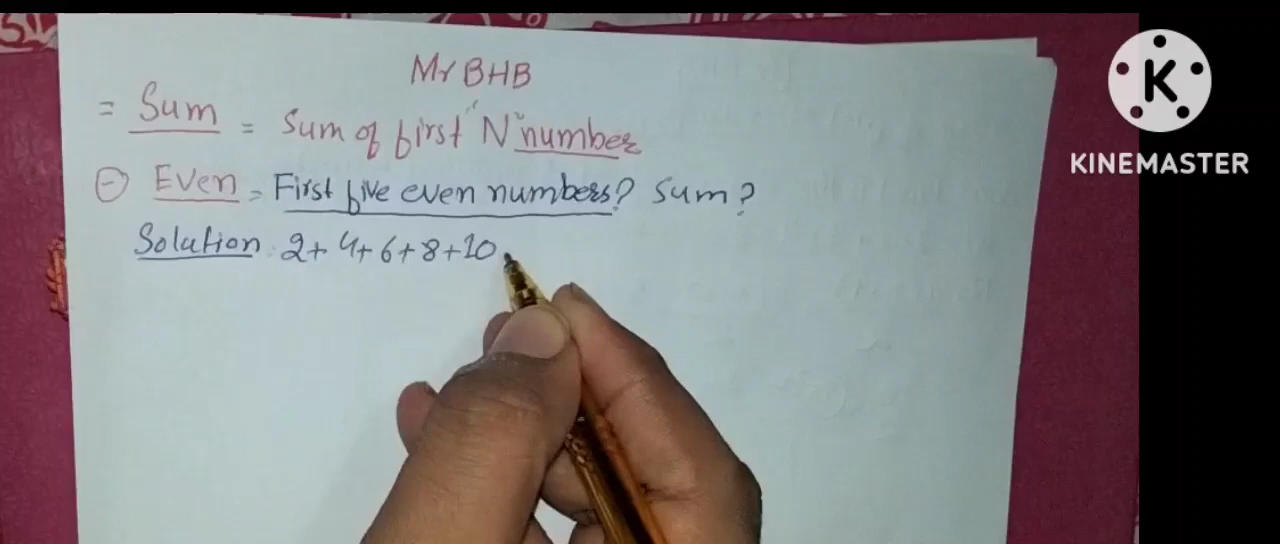 Mr BHB
= Sum = Sum of first "N" number
⊖ Even = First five even numbers? Sum?
Solution: 2+ 4+ 6+8+10
K
KINEMASTER